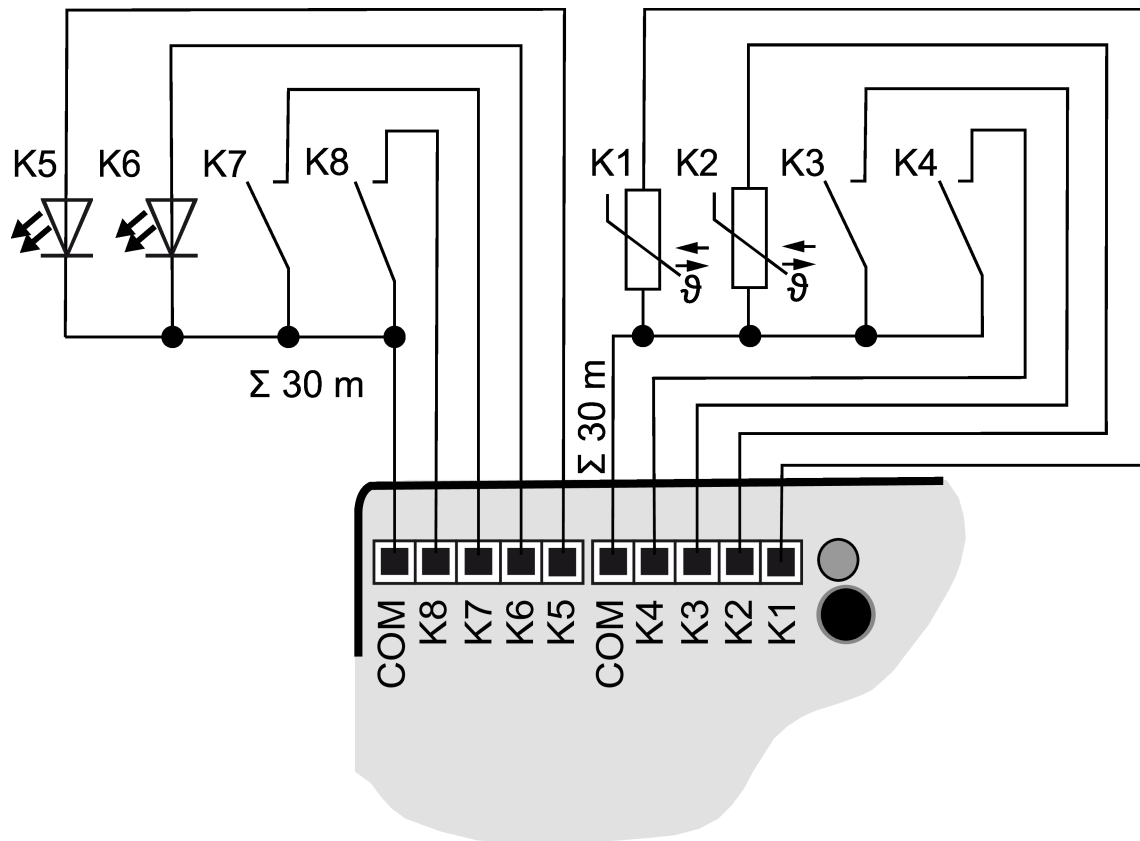 K5 K6 K7 K8 K1 K2 K3 K4
ϑ ϑ
Σ 30 m
Σ 30 m
COM
K8
K7
K6
K5
COM
K4
K3
K2
K1